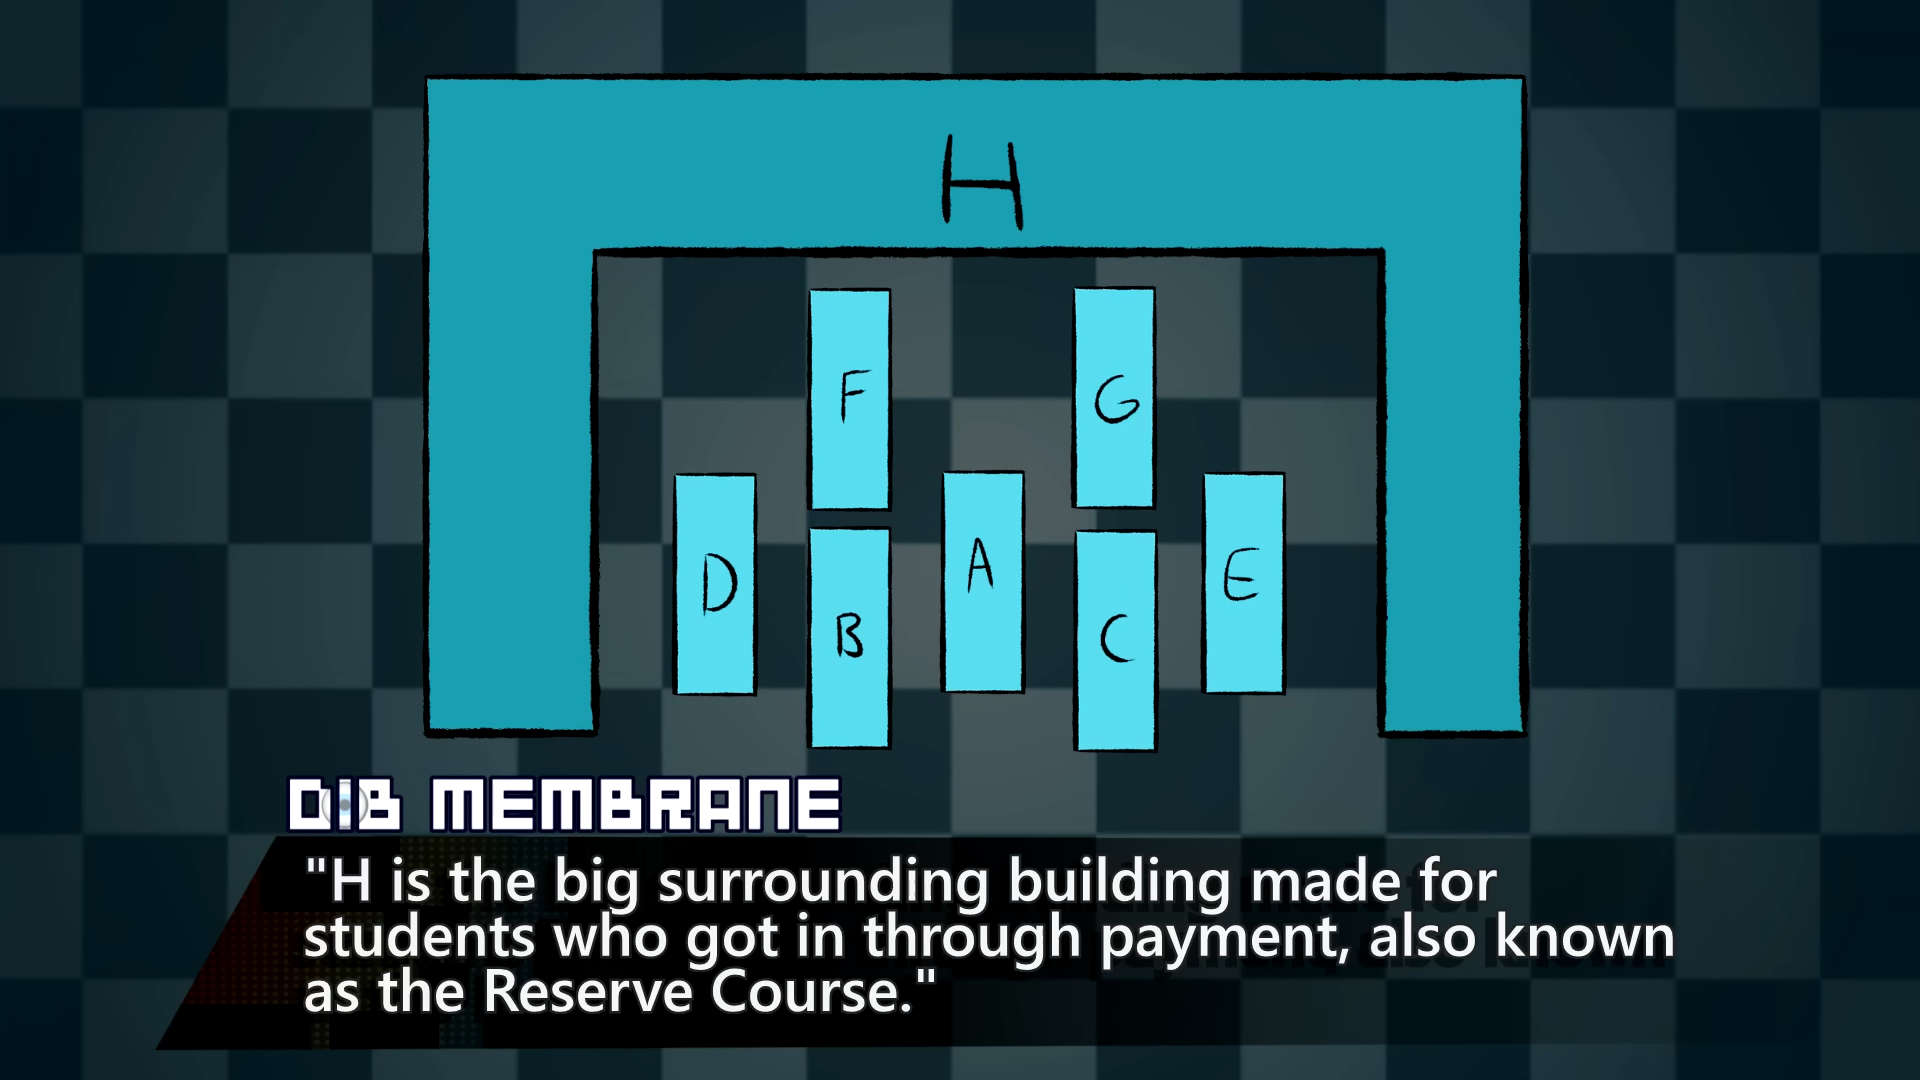 H
F
G
D
B
A
C
E
DIB MEMBRANE
"H is the big surrounding building made for
students who got in through payment, also known
as the Reserve Course."